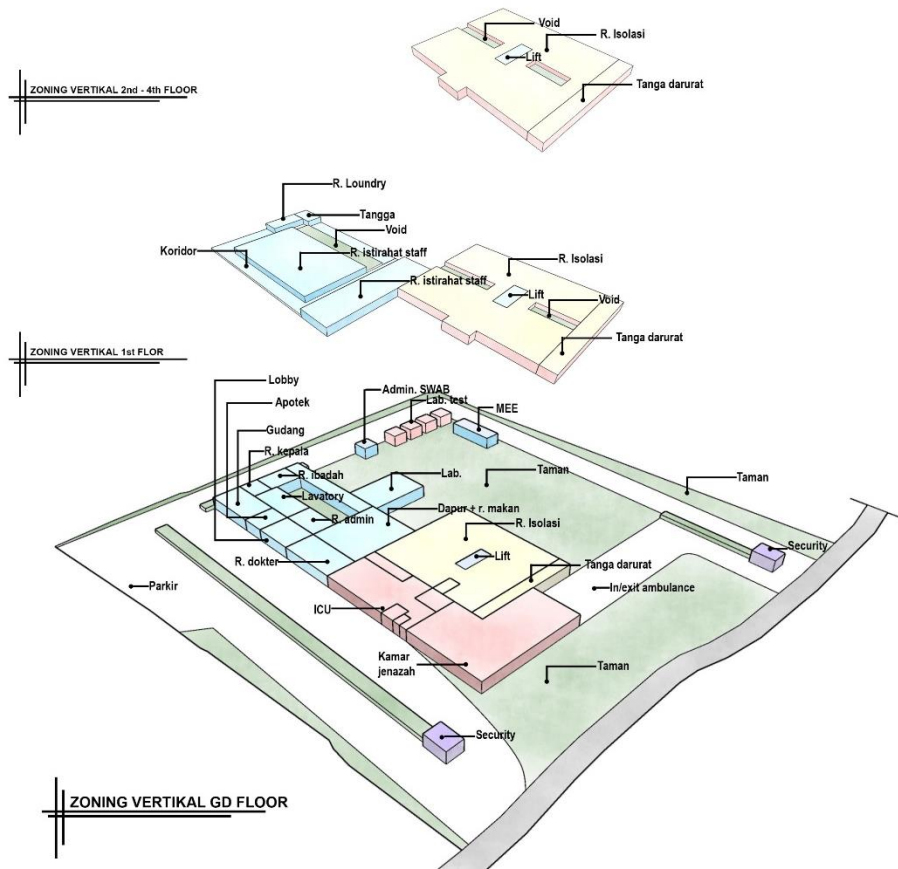 Void
R. Isolasi
Lift
Tanga darurat
ZONING VERTIKAL 2nd - 4th FLOOR
R. Loundry
Tangga
Void
Koridor
R. istirahat staff
R. istirahat staff
R. Isolasi
Lift
Void
Tanga darurat
ZONING VERTIKAL 1st FLOR
Lobby
Apotek
Gudang
R. kepala
R. ibadah
Lavatory
R. admin
R. dokter
Admin. SWAB
Lab. test
MEE
Lab.
Taman
Taman
Dapur + r. makan
R. Isolasi
Lift
Tanga darurat
Security
In/exit ambulance
Parkir
ICU
Kamar
jenazah
Taman
Security
ZONING VERTIKAL GD FLOOR